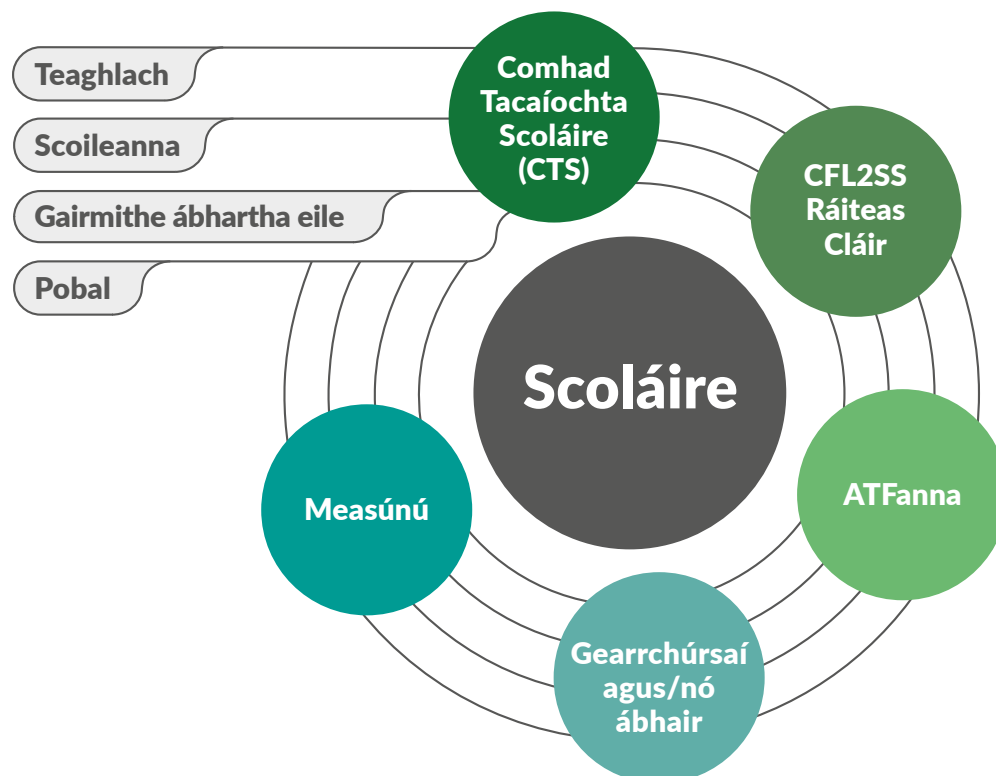 Teaghlach
Scoileanna
Gairmithe ábhartha eile
Pobal
Comhad
Tacaíochta
Scoláire
(CTS)
CFL2SS
Ráiteas
Cláir
Scoláire
ATFanna
Measúnú
Gearrchúrsaí
agus/nó
ábhair